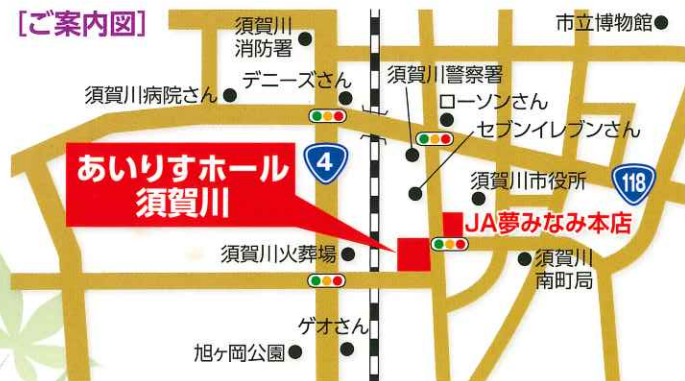 [ご案内図]
須賀川
消防署
市立博物館
デニーズさん
須賀川警察署
須賀川病院さん
ローソンさん
セブンイレブンさん
あいりすホール
須賀川
4
須賀川市役所
118
JA夢みなみ本店
須賀川火葬場
須賀川
南町局
ゲオさん
旭ヶ岡公園